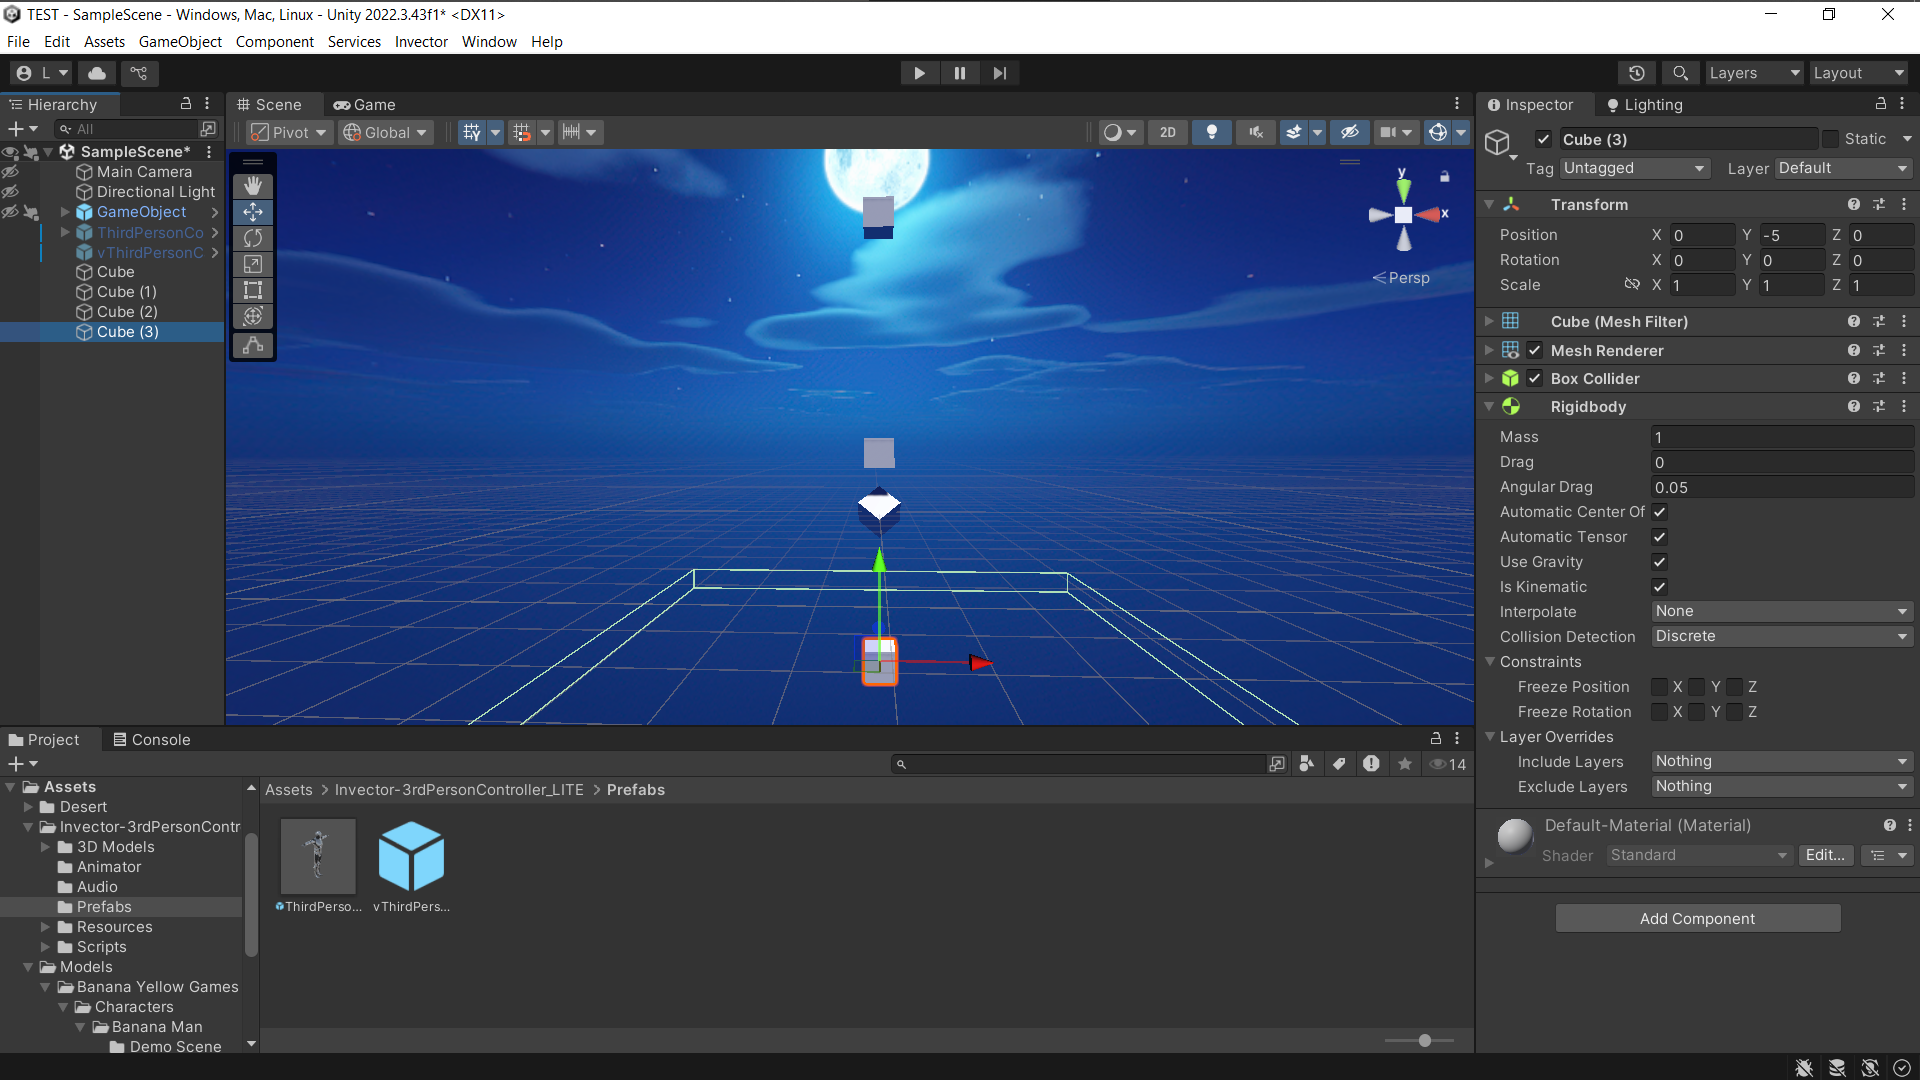 TEST - SampleScene - Windows, Mac, Linux - Unity 2022.3.43f1* <DX11>
File Edit Assets GameObject Component Services Invector Window Help
L Layers Layout
Hierarchy
All
SampleScene*
Main Camera
Directional Light
GameObject
ThirdPersonCo
vThirdPersonC
Cube
Cube (1)
Cube (2)
Cube (3)
Scene Game
Pivot Global 2D
y
x
Persp
Inspector Lighting
Cube (3) Static
Tag Untagged Layer Default
Transform
Position X 0 Y -5 Z 0
Rotation X 0 Y 0 Z 0
Scale X 1 Y 1 Z 1
Cube (Mesh Filter)
Mesh Renderer
Box Collider
Rigidbody
Mass 1
Drag 0
Angular Drag 0.05
Automatic Center Of
Automatic Tensor
Use Gravity
Is Kinematic
Interpolate None
Collision Detection Discrete
Constraints
Freeze Position X Y Z
Freeze Rotation X Y Z
Layer Overrides
Include Layers Nothing
Exclude Layers Nothing
Default-Material (Material)
Shader Standard Edit...
Add Component
Project Console
14
Assets
Desert
Invector-3rdPersonContr
3D Models
Animator
Audio
Prefabs
Resources
Scripts
Models
Banana Yellow Games
Characters
Banana Man
Demo Scene
Assets > Invector-3rdPersonController_LITE > Prefabs
ThirdPerso... vThirdPers...